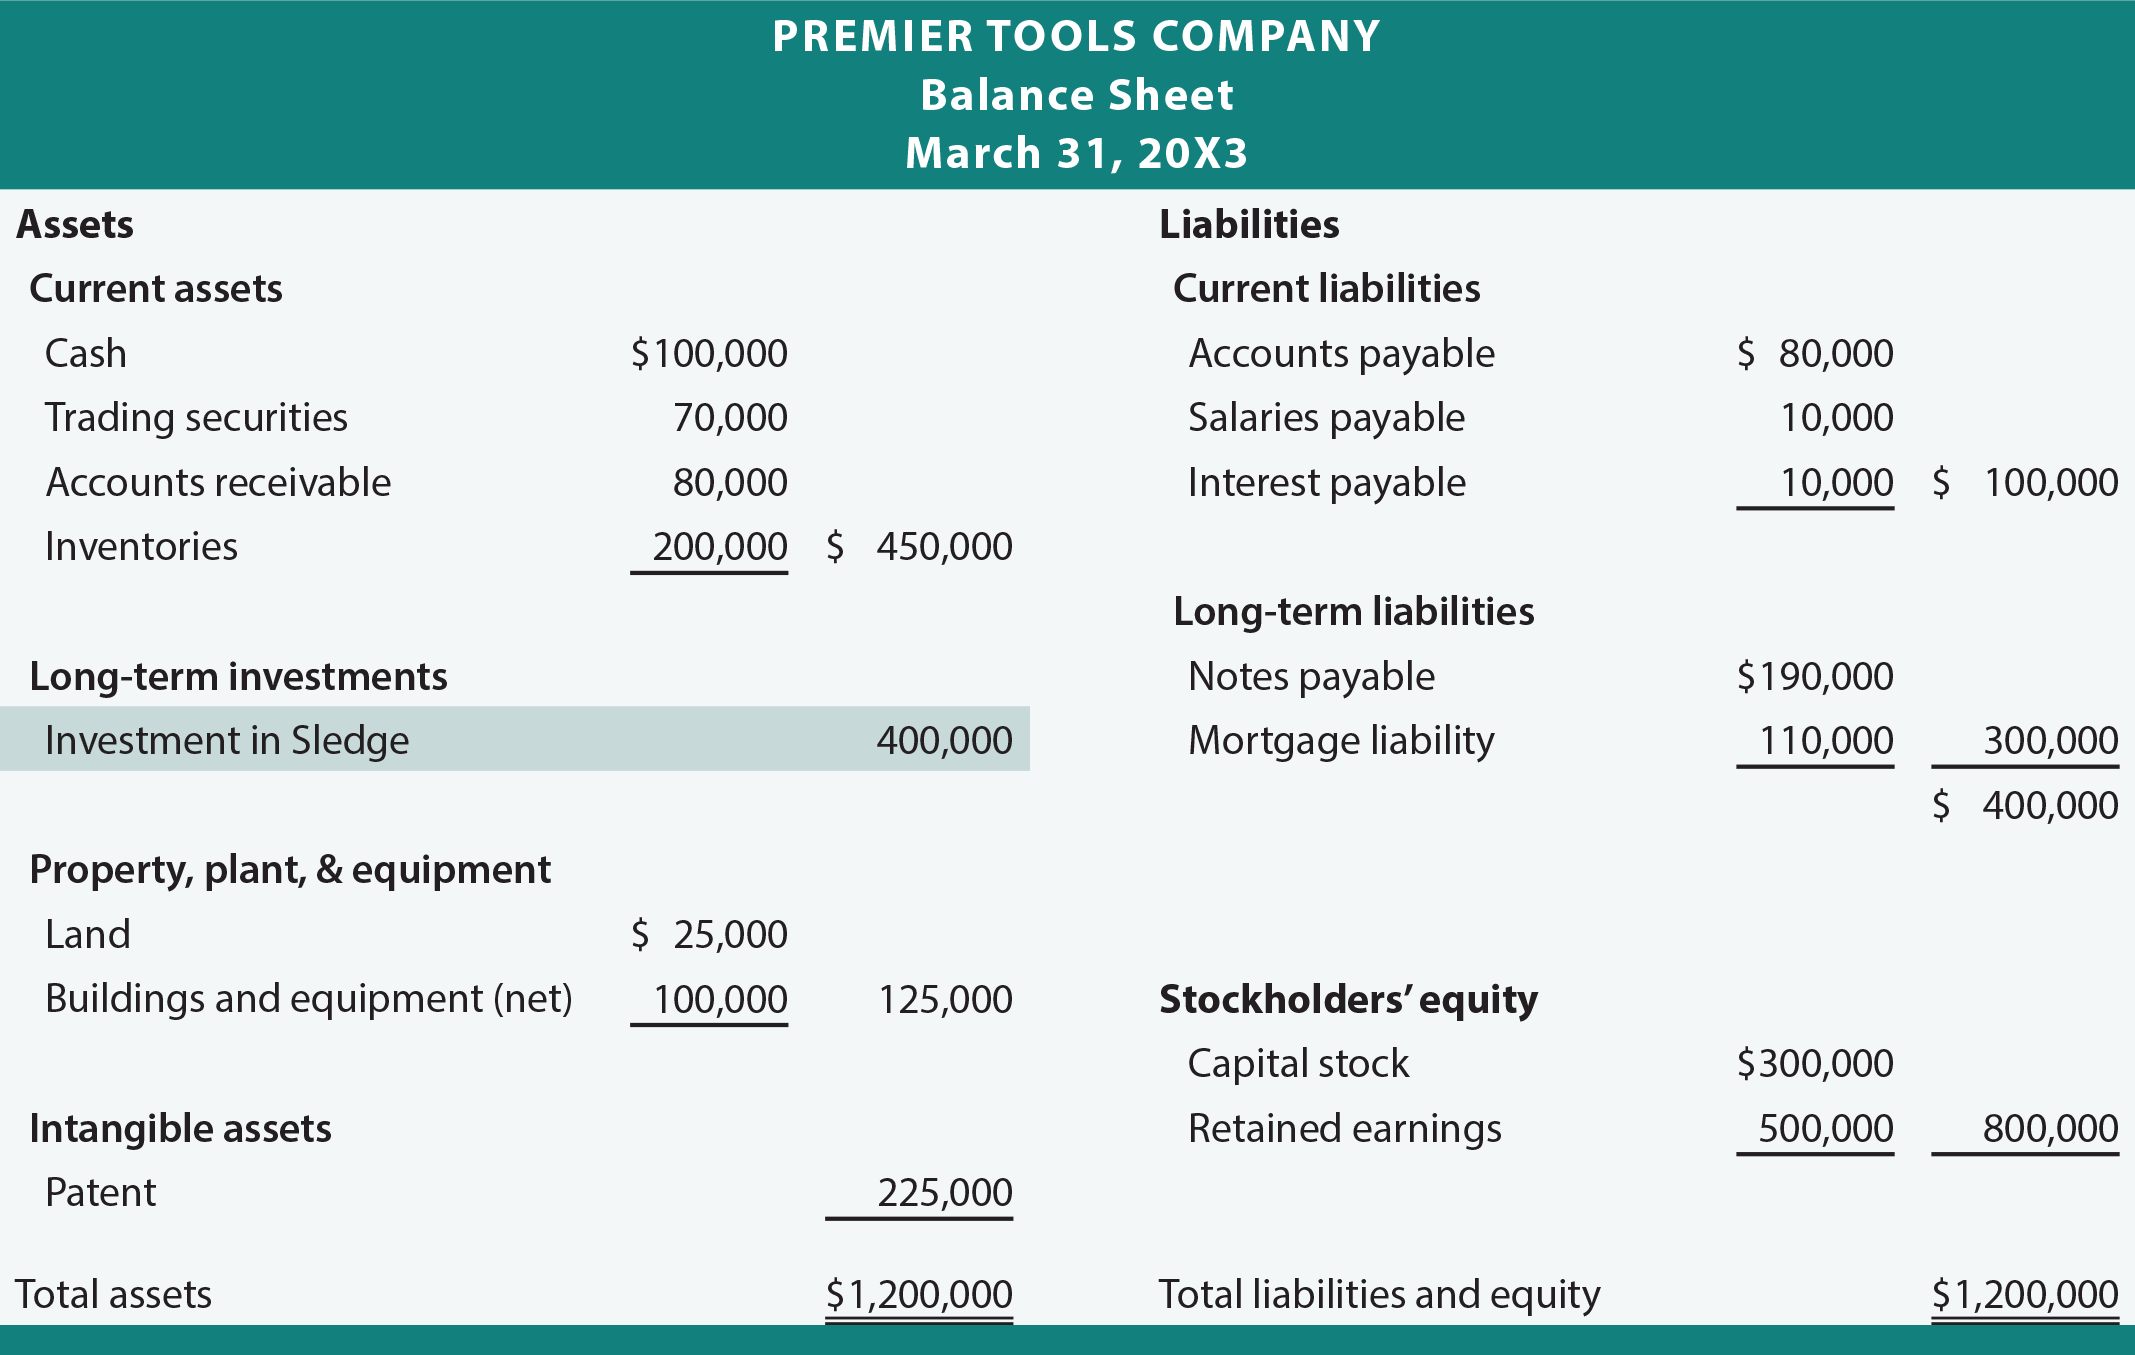 PREMIER TOOLS COMPANY
Balance Sheet
March 31, 20X3
Assets
Current assets
Cash $100,000
Trading securities 70,000
Accounts receivable 80,000
Inventories 200,000 $ 450,000
Long-term investments
Investment in Sledge 400,000
Property, plant, & equipment
Land $ 25,000
Buildings and equipment (net) 100,000 125,000
Intangible assets
Patent 225,000
Total assets $1,200,000
Liabilities
Current liabilities
Accounts payable $ 80,000
Salaries payable 10,000
Interest payable 10,000 $ 100,000
Long-term liabilities
Notes payable $190,000
Mortgage liability 110,000 300,000
$ 400,000
Stockholders’ equity
Capital stock $300,000
Retained earnings 500,000 800,000
Total liabilities and equity $1,200,000